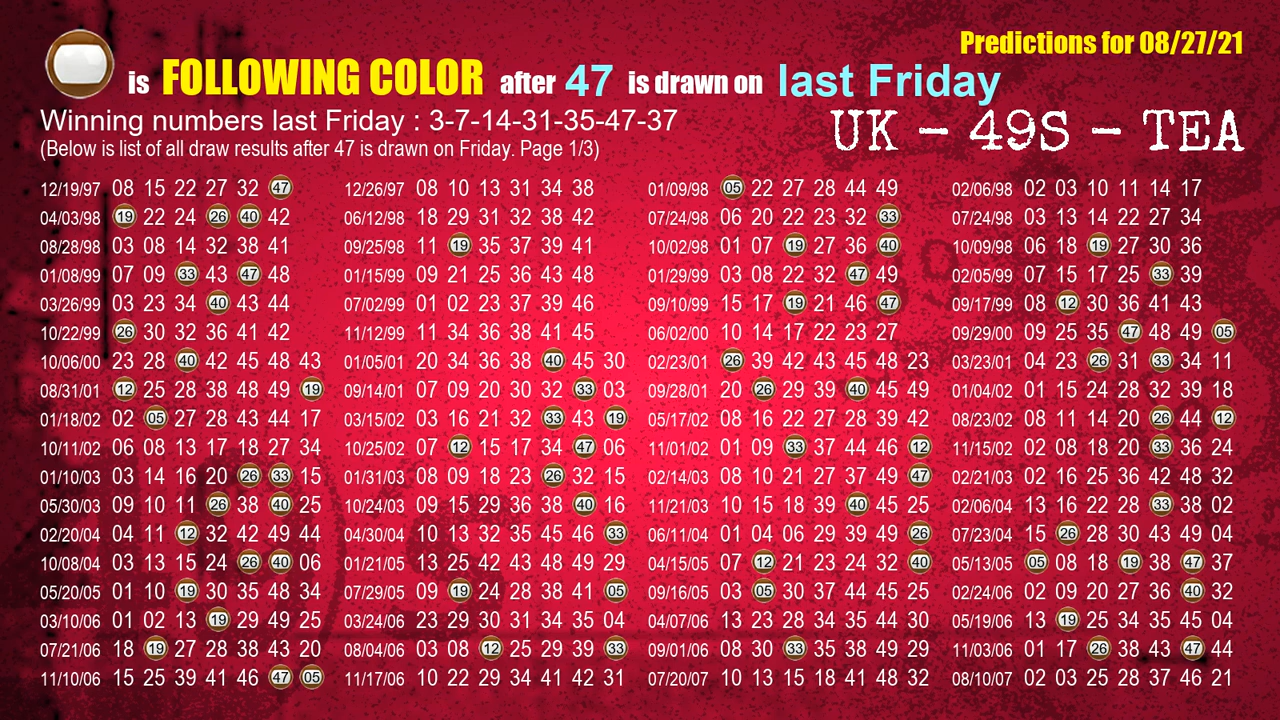 Predictions for 08/27/21
is FOLLOWING COLOR after 47 is drawn on last Friday
Winning numbers last Friday : 3-7-14-31-35-47-37
UK - 49S - TEA
(Below is list of all draw results after 47 is drawn on Friday. Page 1/3)
12/19/97 08 15 22 27 32 47 12/26/97 08 10 13 31 34 38 01/09/98 05 22 27 28 44 49 02/06/98 02 03 10 11 14 17
04/03/98 19 22 24 26 40 42 06/12/98 18 29 31 32 38 42 07/24/98 06 20 22 23 32 33 07/24/98 03 13 14 22 27 34
08/28/98 03 08 14 32 38 41 09/25/98 11 19 35 37 39 41 10/02/98 01 07 19 27 36 40 10/09/98 06 18 19 27 30 36
01/08/99 07 09 33 43 47 48 01/15/99 09 21 25 36 43 48 01/29/99 03 08 22 32 47 49 02/05/99 07 15 17 25 33 39
03/26/99 03 23 34 40 43 44 07/02/99 01 02 23 37 39 46 09/10/99 15 17 19 21 46 47 09/17/99 08 12 30 36 41 43
10/22/99 26 30 32 36 41 42 11/12/99 11 34 36 38 41 45 06/02/00 10 14 17 22 23 27 09/29/00 09 25 35 47 48 49 05
10/06/00 23 28 40 42 45 48 43 01/05/01 20 34 36 38 40 45 30 02/23/01 26 39 42 43 45 48 23 03/23/01 04 23 26 31 33 34 11
08/31/01 12 25 28 38 48 49 19 09/14/01 07 09 20 30 32 33 03 09/28/01 20 26 29 39 40 45 49 01/04/02 01 15 24 28 32 39 18
01/18/02 02 05 27 28 43 44 17 03/15/02 03 16 21 32 33 43 19 05/17/02 08 16 22 27 28 39 42 08/23/02 08 11 14 20 26 44 12
10/11/02 06 08 13 17 18 27 34 10/25/02 07 12 15 17 34 47 06 11/01/02 01 09 33 37 44 46 12 11/15/02 02 08 18 20 33 36 24
01/10/03 03 14 16 20 26 33 15 01/31/03 08 09 18 23 26 32 15 02/14/03 08 10 21 27 37 49 47 02/21/03 02 16 25 36 42 48 32
05/30/03 09 10 11 26 38 40 25 10/24/03 09 15 29 36 38 40 16 11/21/03 10 15 18 39 40 45 25 02/06/04 13 16 22 28 33 38 02
02/20/04 04 11 12 32 42 49 44 04/30/04 10 13 32 35 45 46 33 06/11/04 01 04 06 29 39 49 26 07/23/04 15 26 28 30 43 49 04
10/08/04 03 13 15 24 26 40 06 01/21/05 13 25 42 43 48 49 29 04/15/05 07 12 21 23 24 32 40 05/13/05 05 08 18 19 38 47 37
05/20/05 01 10 19 30 35 48 34 07/29/05 09 19 24 28 38 41 05 09/16/05 03 05 30 37 44 45 25 02/24/06 02 09 20 27 36 40 32
03/10/06 01 02 13 19 29 49 25 03/24/06 23 29 30 31 34 35 04 04/07/06 13 23 28 34 35 44 30 05/19/06 13 19 25 34 35 45 04
07/21/06 18 19 27 28 38 43 20 08/04/06 03 08 12 25 29 39 33 09/01/06 08 30 33 35 38 49 29 11/03/06 01 17 26 38 43 47 44
11/10/06 15 25 39 41 46 47 05 11/17/06 10 22 29 34 41 42 31 07/20/07 10 13 15 18 41 48 32 08/10/07 02 03 25 28 37 46 21